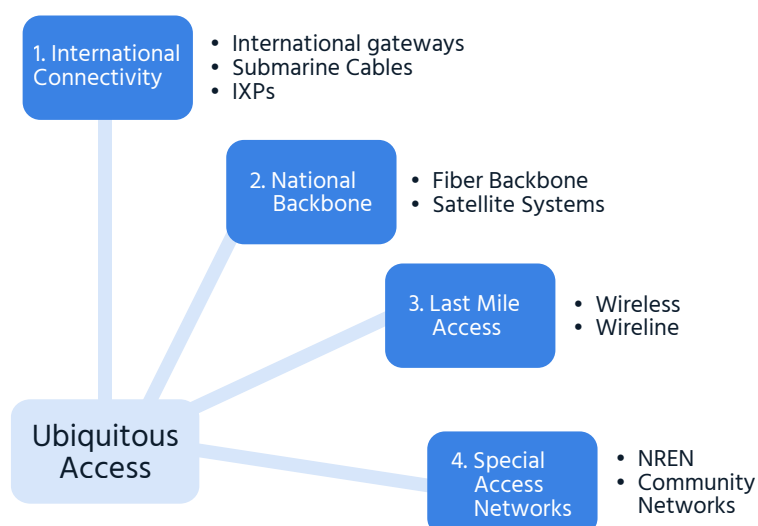 1. International
Connectivity
• International gateways
• Submarine Cables
• IXPs
2. National
Backbone
• Fiber Backbone
• Satellite Systems
3. Last Mile
Access
• Wireless
• Wireline
Ubiquitous
Access
4. Special
Access
Networks
• NREN
• Community
Networks